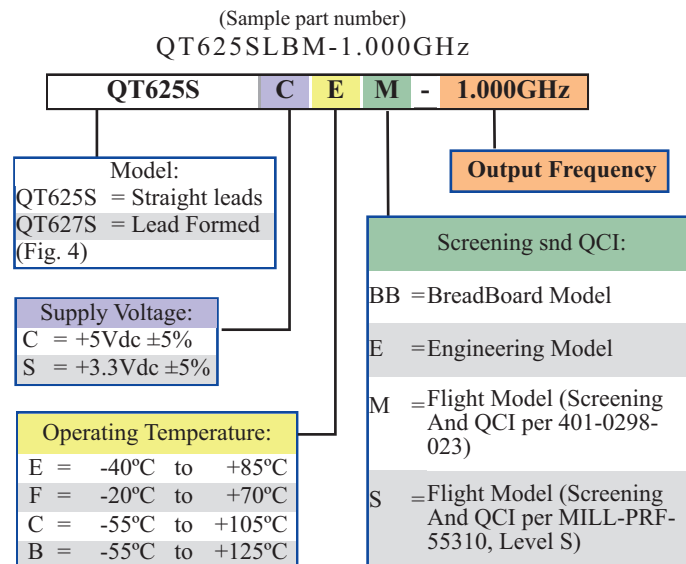 (Sample part number)
QT625SLBM-1.000GHz
QT625S C E M - 1.000GHz
Model:
QT625S = Straight leads
QT627S = Lead Formed
(Fig. 4)
Output Frequency
Supply Voltage:
C = +5Vdc ±5%
S = +3.3Vdc ±5%
Operating Temperature:
E = -40ºC to +85ºC
F = -20ºC to +70ºC
C = -55ºC to +105ºC
B = -55ºC to +125ºC
Screening snd QCI:
BB =BreadBoard Model
E =Engineering Model
M =Flight Model (Screening
And QCI per 401-0298-
023)
S =Flight Model (Screening
And QCI per MILL-PRF-
55310, Level S)